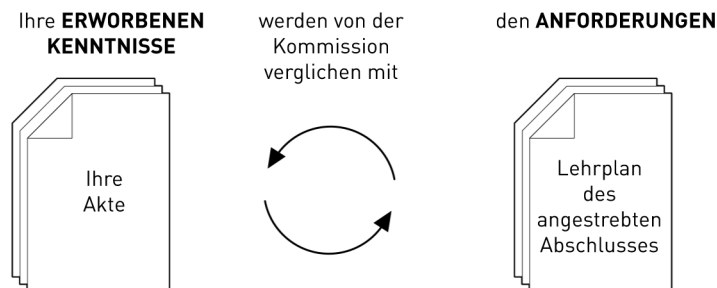 Ihre ERWORBENEN
KENNTNISSE
werden von der
Kommission
verglichen mit
den ANFORDERUNGEN
Ihre
Akte
Lehrplan
des
angestrebten
Abschlusses